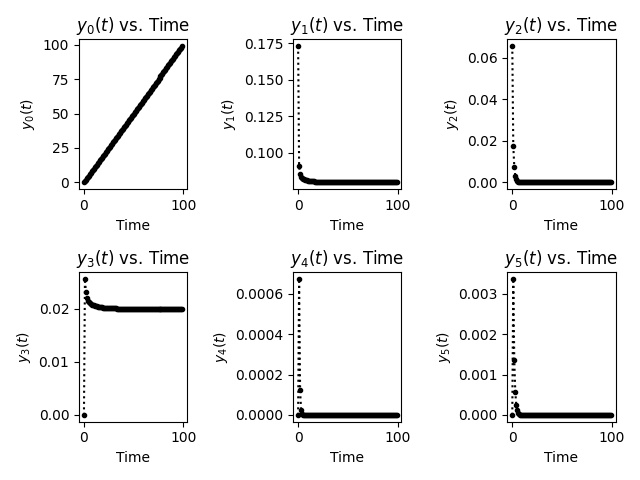 y₀(t) vs. Time
y₁(t) vs. Time
y₂(t) vs. Time
100
75
50
25
0
y₀(t)
0 100
Time
0.175
0.150
0.125
0.100
y₁(t)
0 100
Time
0.06
0.04
0.02
0.00
y₂(t)
0 100
Time
y₃(t) vs. Time
y₄(t) vs. Time
y₅(t) vs. Time
0.02
0.01
0.00
y₃(t)
0 100
Time
0.0006
0.0004
0.0002
0.0000
y₄(t)
0 100
Time
0.003
0.002
0.001
0.000
y₅(t)
0 100
Time